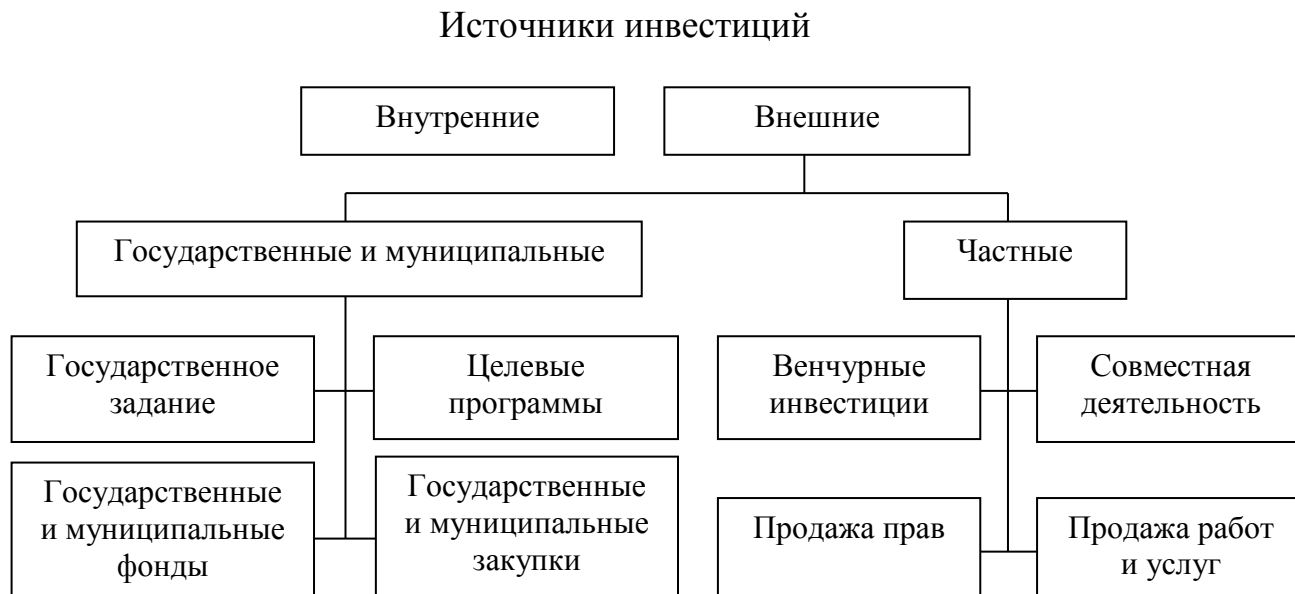 Источники инвестиций
Внутренние
Внешние
Государственные и муниципальные
Частные
Государственное
задание
Целевые
программы
Венчурные
инвестиции
Совместная
деятельность
Государственные
и муниципальные
фонды
Государственные
и муниципальные
закупки
Продажа прав
Продажа работ
и услуг